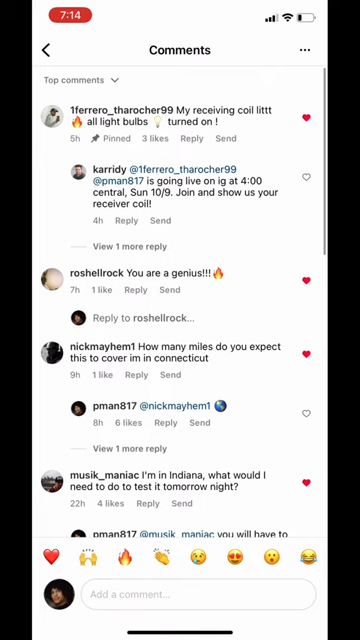 7:14
Comments
Top comments
1ferrero_tharocher99 My receiving coil littt
🔥 all light bulbs 💡 turned on !
5h Pinned 3 likes Reply Send
karridy @1ferrero_tharocher99
@pman817 is going live on ig at 4:00
central, Sun 10/9. Join and show us your
receiver coil!
4h Reply Send
View 1 more reply
roshellrock You are a genius!!!🔥
7h 1 like Reply Send
Reply to roshellrock...
nickmayhem1 How many miles do you expect
this to cover im in connecticut
9h 1 like Reply Send
pman817 @nickmayhem1 🌎
8h 6 likes Reply Send
View 1 more reply
musik_maniac I'm in Indiana, what would I
need to do to test it tomorrow night?
22h 4 likes Reply Send
pman817 @musik_maniac you will have to
Add a comment...